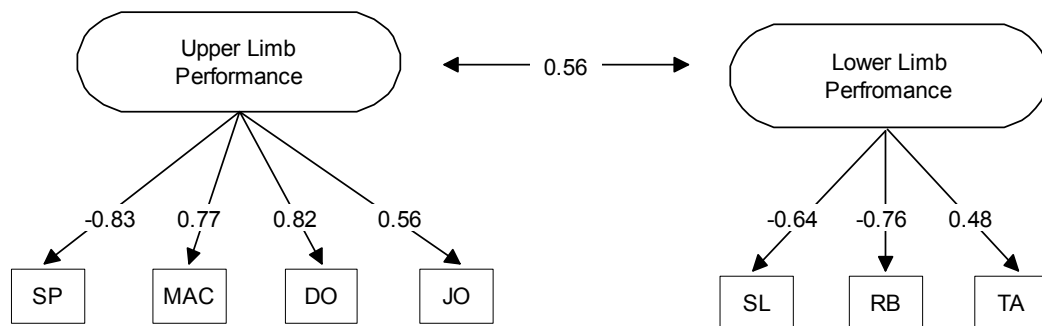 Upper Limb
Performance
0.56
Lower Limb
Perfromance
-0.83
0.77
0.82
0.56
-0.64
-0.76
0.48
SP
MAC
DO
JO
SL
RB
TA